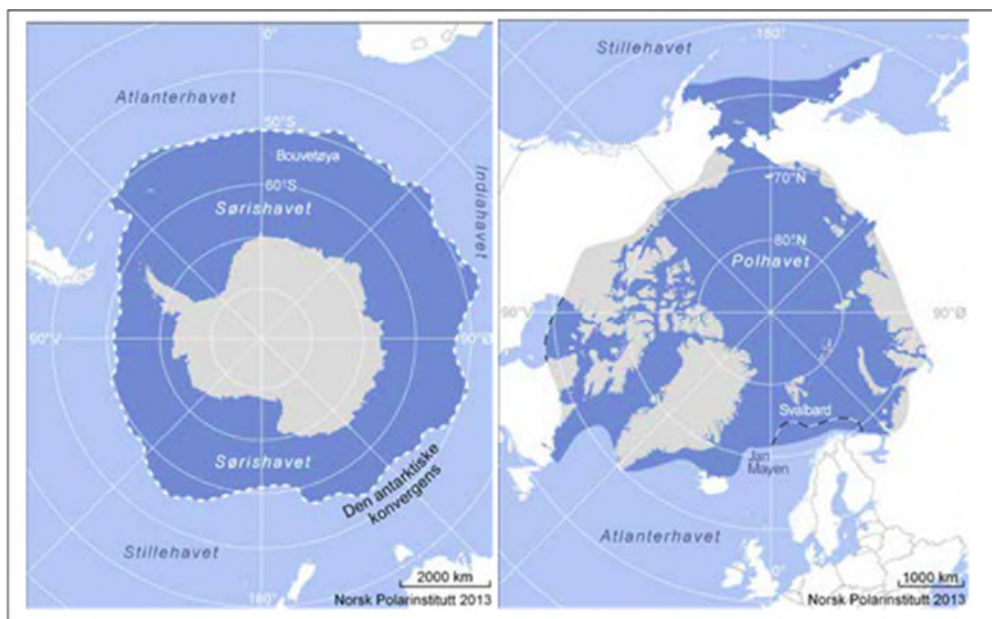 0°
Atlanterhavet
50°S
Bouvetøya
60°S
Sørishavet
Indiahavet
90°V
90°Ø
Sørishavet
Den antarktiske
konvergens
Stillehavet
180°
2000 km
Norsk Polarinstitutt 2013
180°
Stillehavet
70°N
80°N
Polhavet
90°V
90°Ø
Svalbard
Jan
Mayen
Atlanterhavet
0°
1000 km
Norsk Polarinstitutt 2013